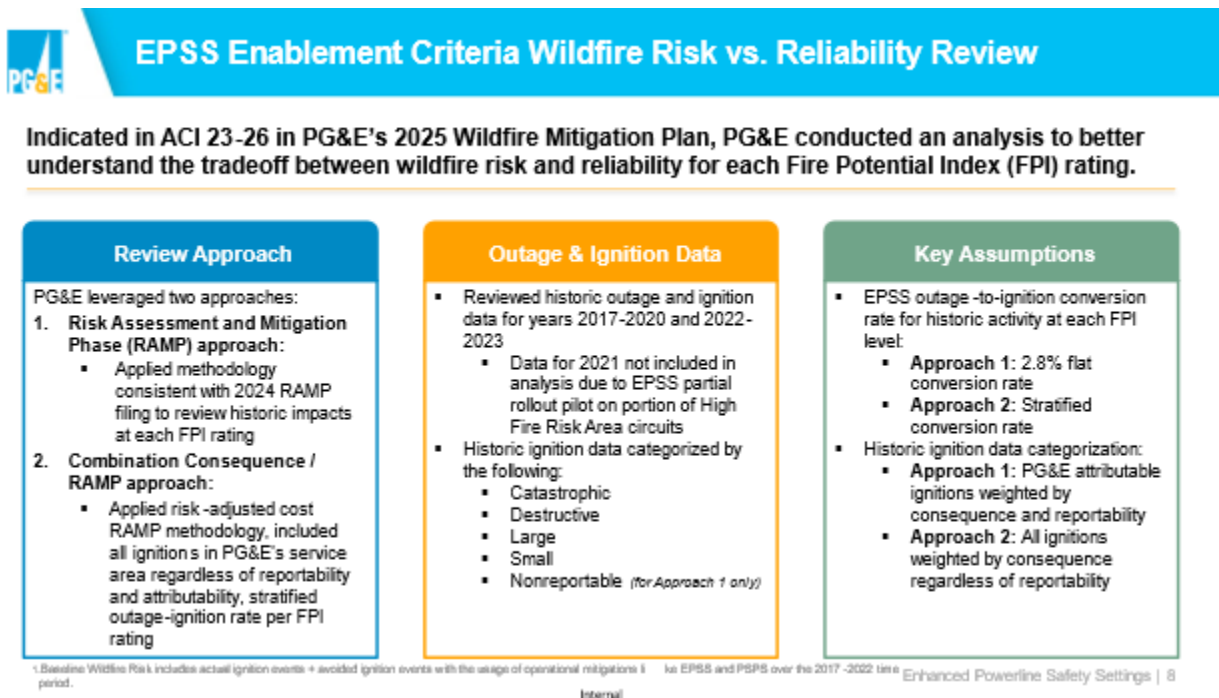 PG&E
EPSS Enablement Criteria Wildfire Risk vs. Reliability Review
Indicated in ACI 23-26 in PG&E's 2025 Wildfire Mitigation Plan, PG&E conducted an analysis to better
understand the tradeoff between wildfire risk and reliability for each Fire Potential Index (FPI) rating.
Review Approach
PG&E leveraged two approaches:
1. Risk Assessment and Mitigation
Phase (RAMP) approach:
▪ Applied methodology
consistent with 2024 RAMP
filing to review historic impacts
at each FPI rating
2. Combination Consequence /
RAMP approach:
▪ Applied risk -adjusted cost
RAMP methodology, included
all ignitions in PG&E's service
area regardless of reportability
and attributability, stratified
outage-ignition rate per FPI
rating
Outage & Ignition Data
▪ Reviewed historic outage and ignition
data for years 2017-2020 and 2022-
2023
▪ Data for 2021 not included in
analysis due to EPSS partial
rollout pilot on portion of High
Fire Risk Area circuits
▪ Historic ignition data categorized by
the following:
▪ Catastrophic
▪ Destructive
▪ Large
▪ Small
▪ Nonreportable (for Approach 1 only)
Key Assumptions
▪ EPSS outage -to-ignition conversion
rate for historic activity at each FPI
level:
▪ Approach 1: 2.8% flat
conversion rate
▪ Approach 2: Stratified
conversion rate
▪ Historic ignition data categorization:
▪ Approach 1: PG&E attributable
ignitions weighted by
consequence and reportability
▪ Approach 2: All ignitions
weighted by consequence
regardless of reportability
1.Baseline Wildfire Risk includes actual ignition events + avoided ignition events with the usage of operational mitigations li ke EPSS and PSPS over the 2017 -2022 time
period.
Enhanced Powerline Safety Settings | 8
Internal